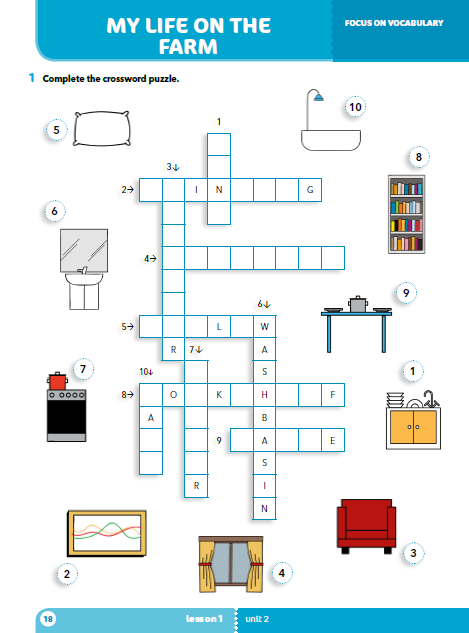 MY LIFE ON THE
FARM
FOCUS ON VOCABULARY
1 Complete the crossword puzzle.
10
5
1
8
3↓
2→ I N G
6
4→
9
6↓
5→ L W
R 7↓ A
7
10↓ S
1
8→ O K H F
A B
9 A E
S
R I
N
2
4
3
18 lesson 1 unit 2